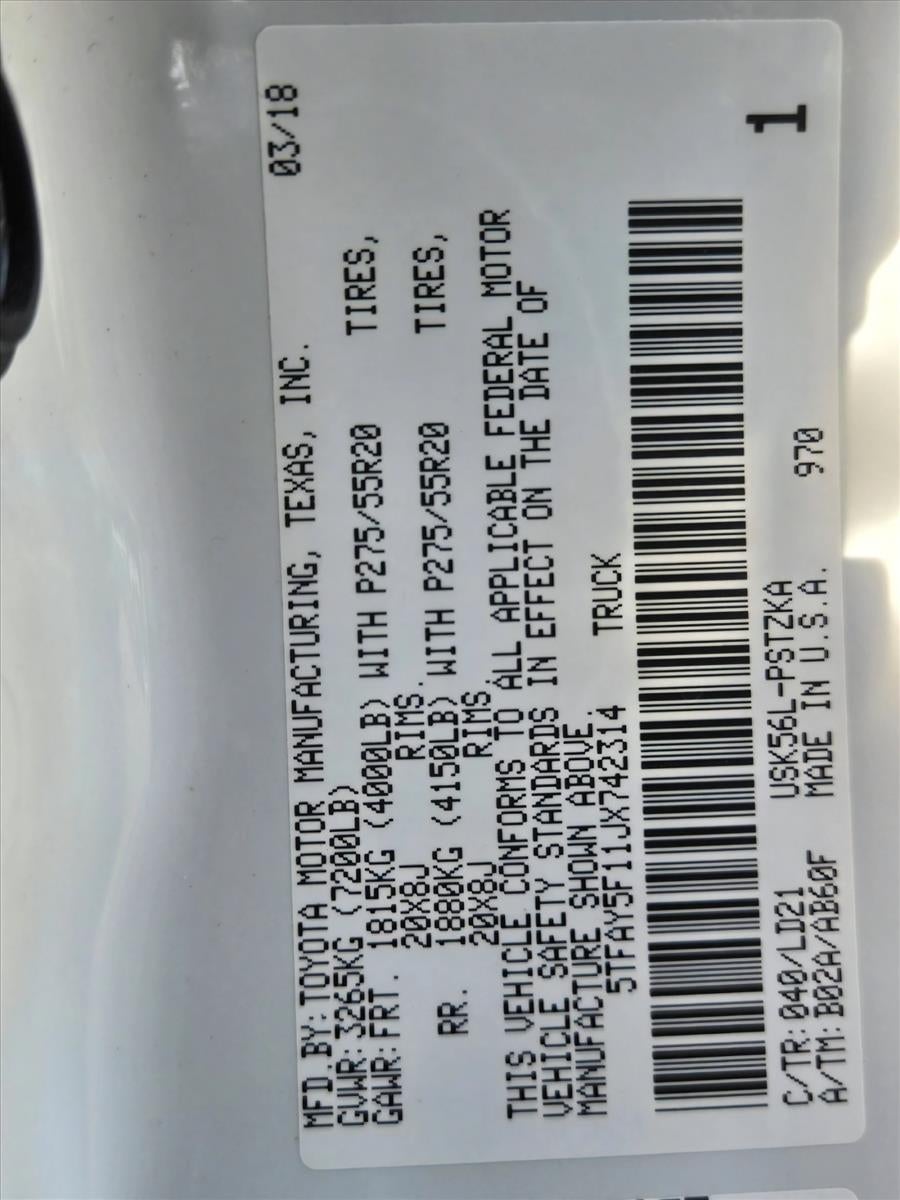 03/18
MFD.BY:TOYOTA MOTOR MANUFACTURING, TEXAS, INC.
GVWR:3265KG (7200LB)
GAWR:FRT. 1815KG (4000LB) WITH P275/55R20 TIRES,
20X8J RIMS.
RR. 1880KG (4150LB) WITH P275/55R20 TIRES,
20X8J RIMS.
THIS VEHICLE CONFORMS TO ALL APPLICABLE FEDERAL MOTOR
VEHICLE SAFETY STANDARDS IN EFFECT ON THE DATE OF
MANUFACTURE SHOWN ABOVE.
5TFAY5F11JX742314 TRUCK
1
C/TR:040/LD21 USK56L-PSTZKA 970
A/TM:B02A/AB60F MADE IN U.S.A.